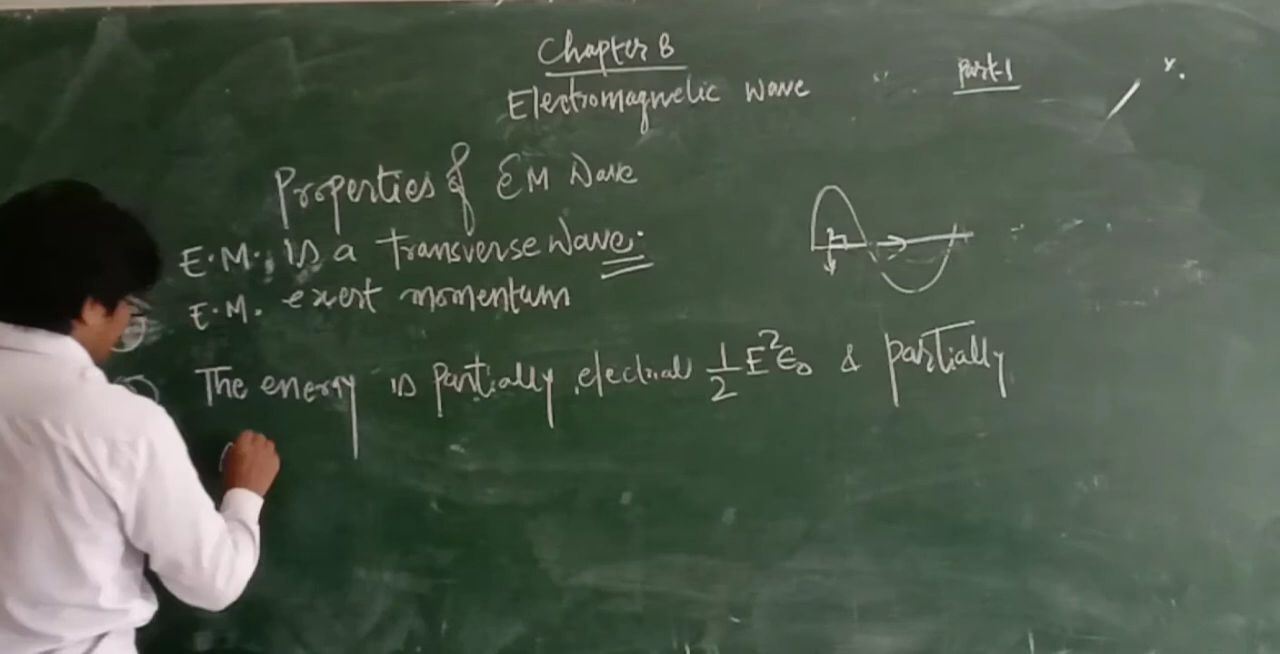 Chapter 8
Electromagnetic wave
Part-1
Properties of EM Wave
E.M. is a transverse wave.
E.M. exert momentum
The energy is partially electrical 1/2 E²ε₀ & partially